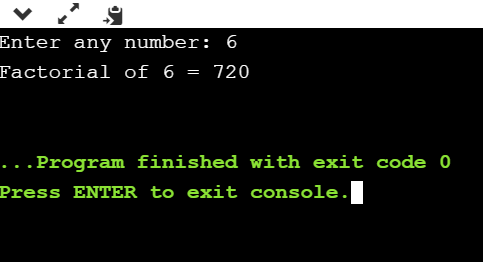 Enter any number: 6
Factorial of 6 = 720
...Program finished with exit code 0
Press ENTER to exit console.